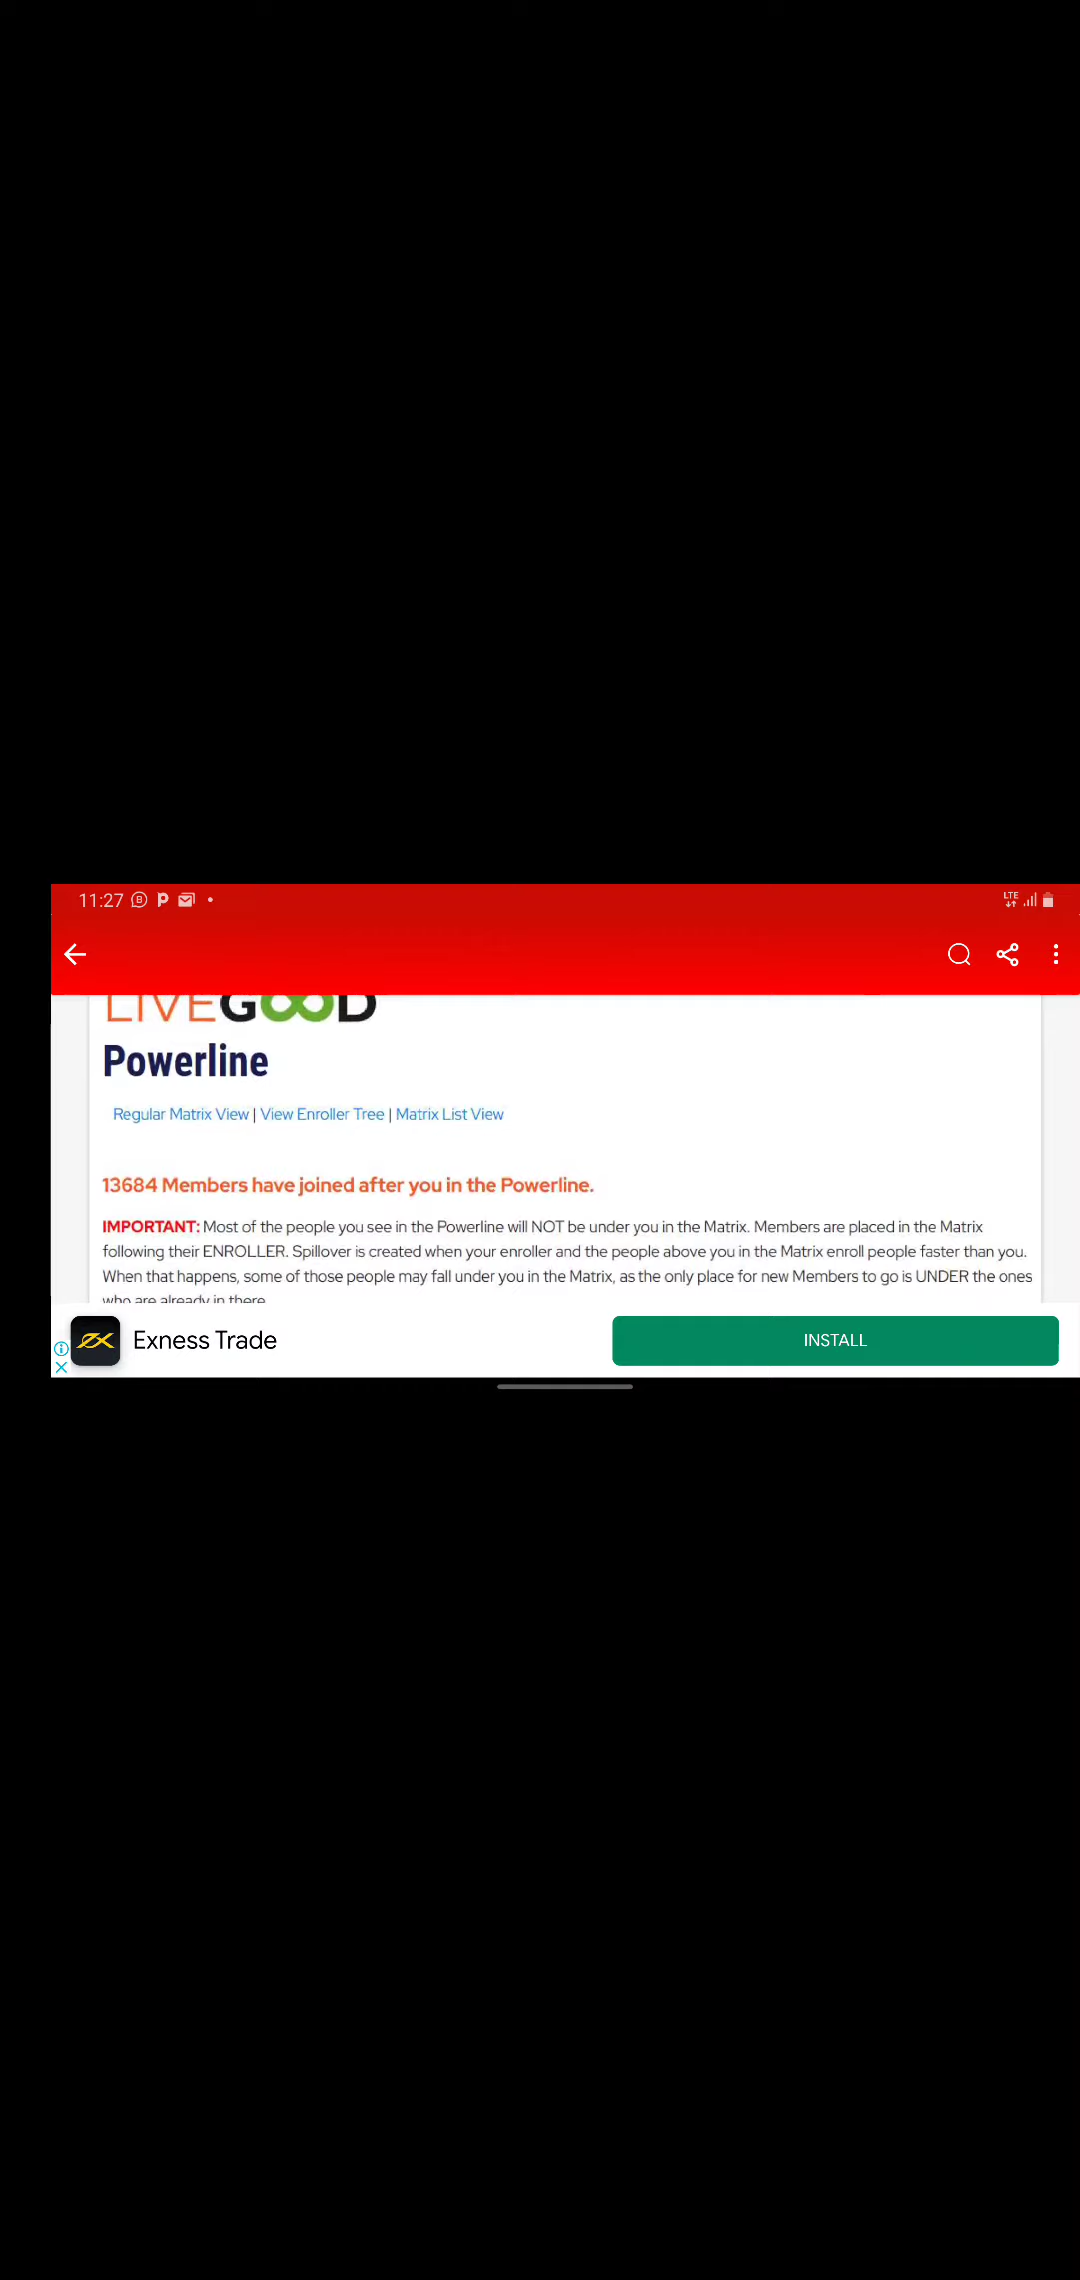 11:27
LTE
LIVEGOOD
Powerline
Regular Matrix View | View Enroller Tree | Matrix List View
13684 Members have joined after you in the Powerline.
IMPORTANT: Most of the people you see in the Powerline will NOT be under you in the Matrix. Members are placed in the Matrix
following their ENROLLER. Spillover is created when your enroller and the people above you in the Matrix enroll people faster than you.
When that happens, some of those people may fall under you in the Matrix, as the only place for new Members to go is UNDER the ones
who are already in there
Exness Trade
INSTALL